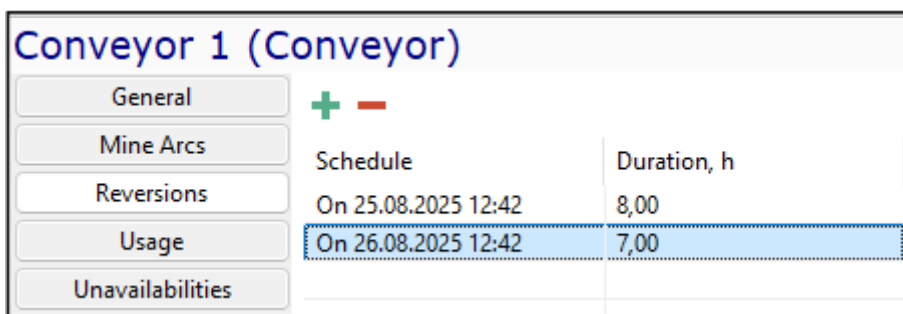 Conveyor 1 (Conveyor)
General
Mine Arcs
Reversions
Usage
Unavailabilities
Schedule Duration, h
On 25.08.2025 12:42 8,00
On 26.08.2025 12:42 7,00